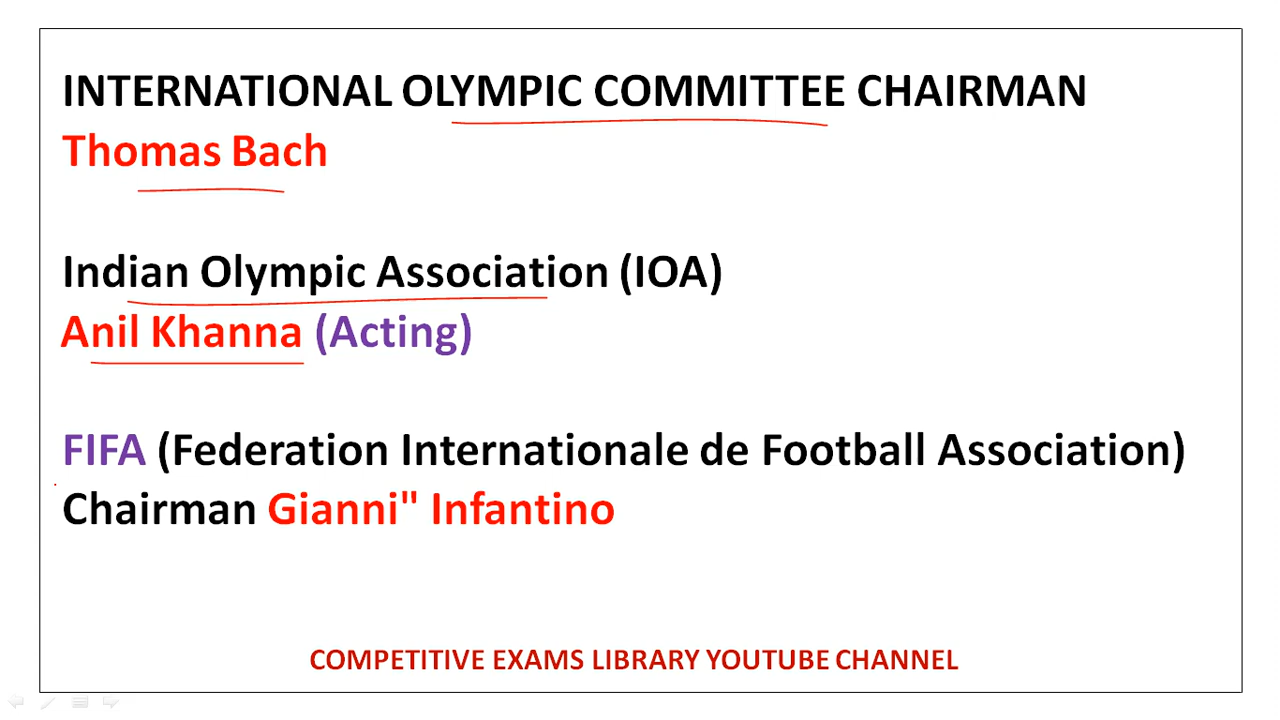 INTERNATIONAL OLYMPIC COMMITTEE CHAIRMAN
Thomas Bach
Indian Olympic Association (IOA)
Anil Khanna (Acting)
FIFA (Federation Internationale de Football Association)
Chairman Gianni" Infantino
COMPETITIVE EXAMS LIBRARY YOUTUBE CHANNEL